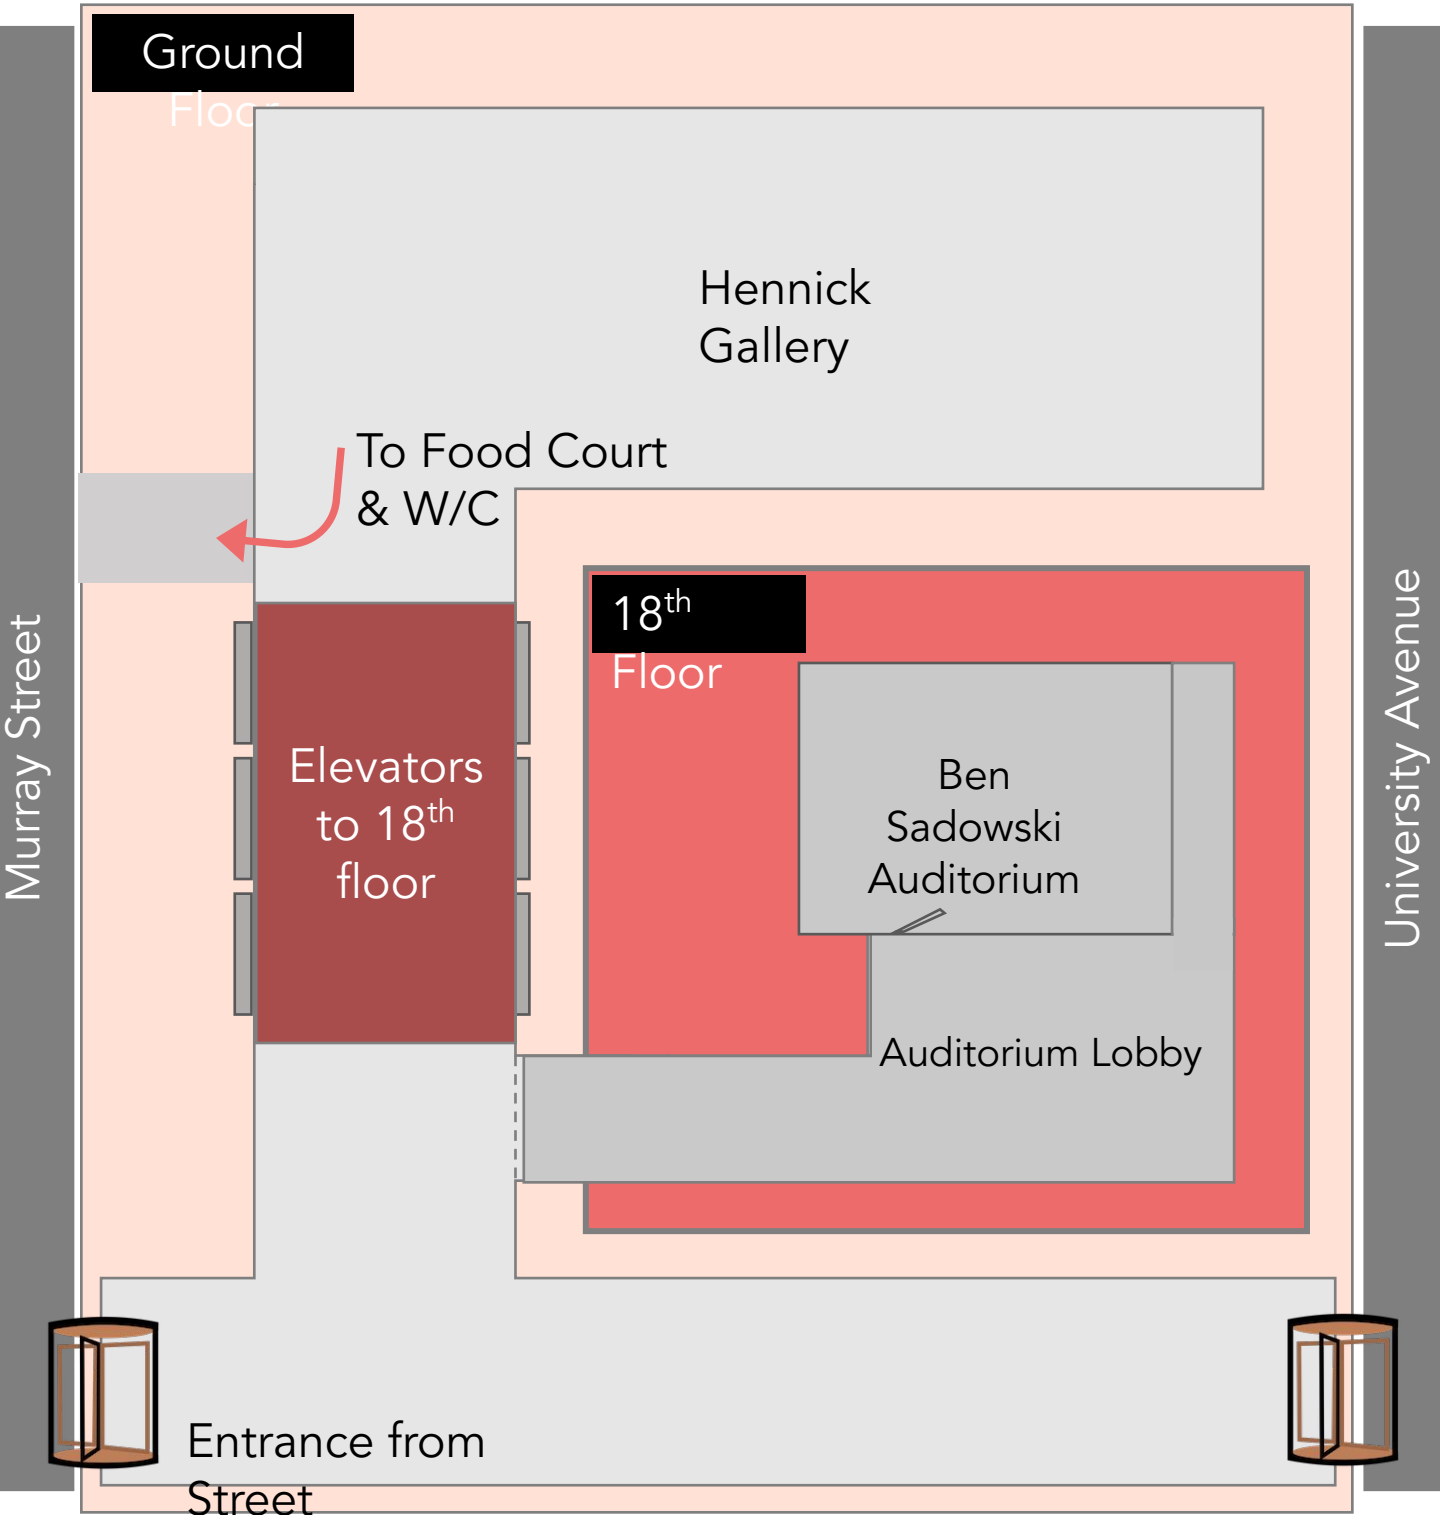 Ground
Floor
Hennick
Gallery
To Food Court
& W/C
18th
Floor
Murray Street
Elevators
to 18th
floor
Ben
Sadowski
Auditorium
University Avenue
Auditorium Lobby
Entrance from
Street